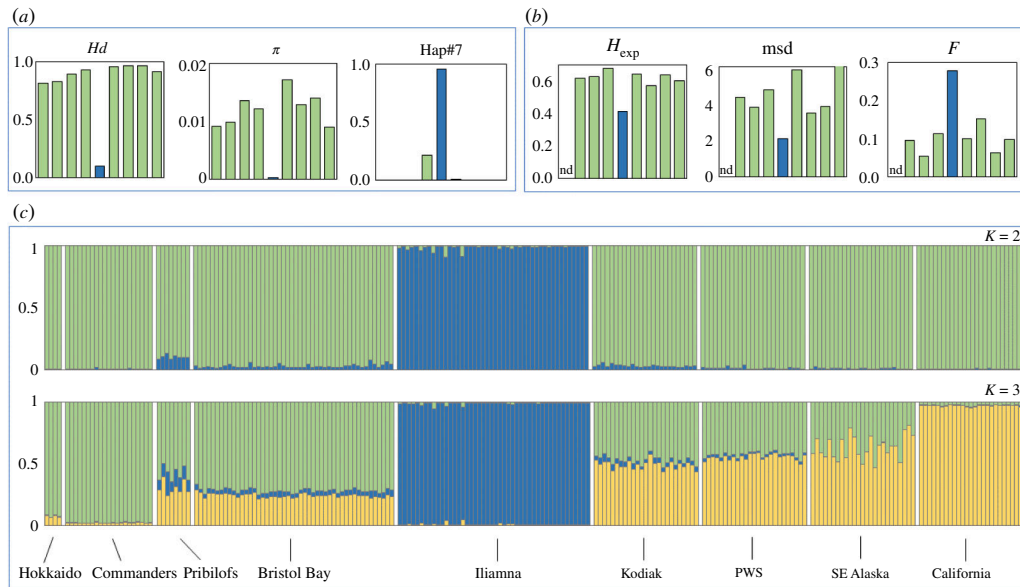 (a)
(b)
Hd
π
Hap#7
H_exp
msd
F
1.0
0.5
0.0
0.02
0.01
0
1.0
0.5
0.0
0.6
0.4
0.2
0.0
nd
6
4
2
0
nd
0.3
0.2
0.1
0.0
nd
(c)
K = 2
1
0.5
0
K = 3
1
0.5
0
Hokkaido Commanders Pribilofs Bristol Bay Iliamna Kodiak PWS SE Alaska California